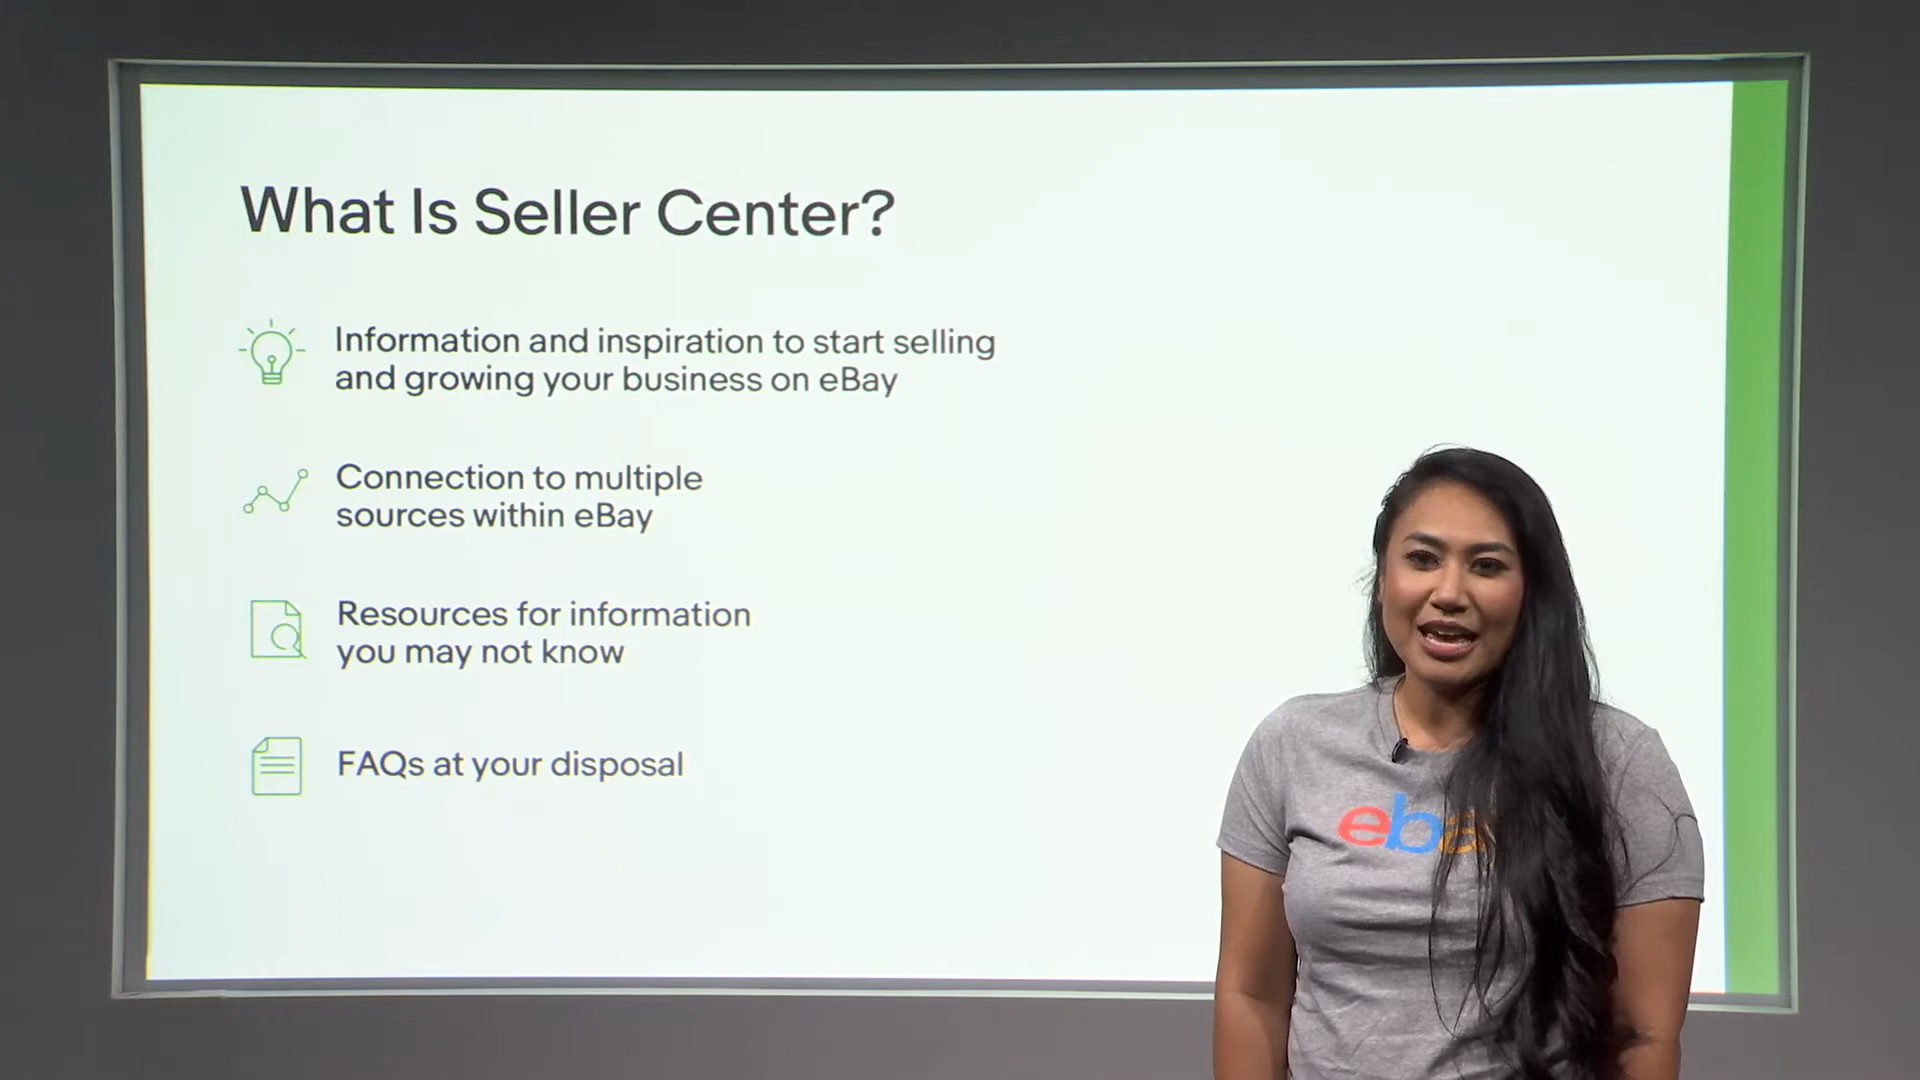 What Is Seller Center?
Information and inspiration to start selling
and growing your business on eBay
Connection to multiple
sources within eBay
Resources for information
you may not know
FAQs at your disposal
eba